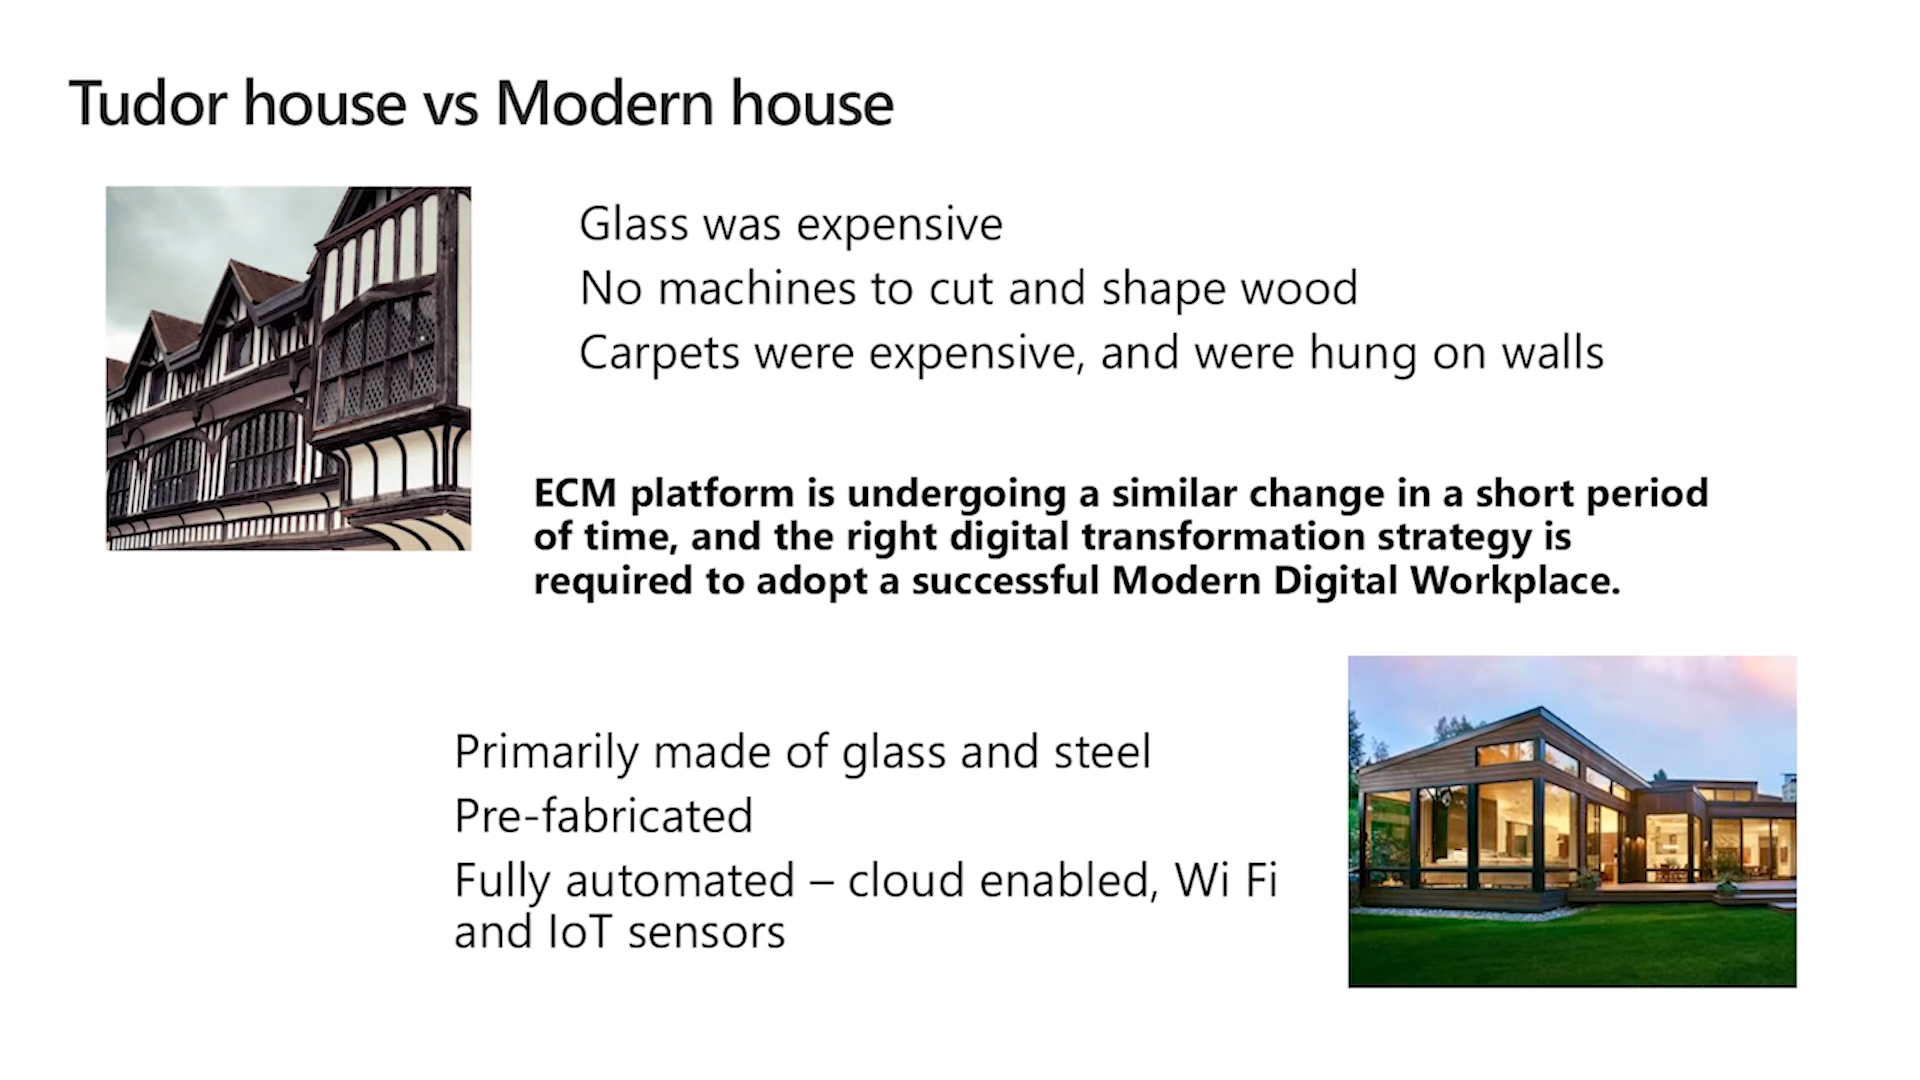 Tudor house vs Modern house
Glass was expensive
No machines to cut and shape wood
Carpets were expensive, and were hung on walls
ECM platform is undergoing a similar change in a short period
of time, and the right digital transformation strategy is
required to adopt a successful Modern Digital Workplace.
Primarily made of glass and steel
Pre-fabricated
Fully automated – cloud enabled, Wi Fi
and IoT sensors